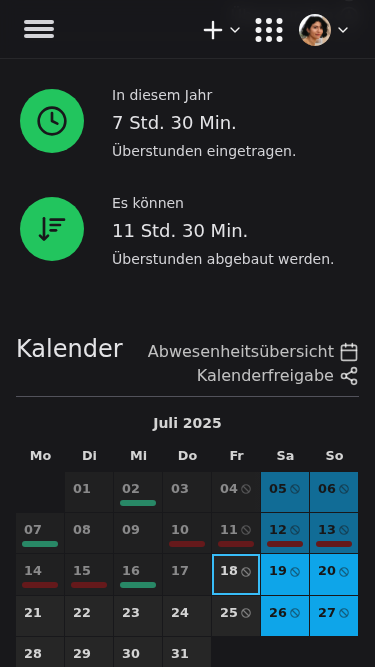 In diesem Jahr
7 Std. 30 Min.
Überstunden eingetragen.
Es können
11 Std. 30 Min.
Überstunden abgebaut werden.
Kalender
Abwesenheitsübersicht
Kalenderfreigabe
Juli 2025
Mo Di Mi Do Fr Sa So
01 02 03 04 05 06
07 08 09 10 11 12 13
14 15 16 17 18 19 20
21 22 23 24 25 26 27
28 29 30 31